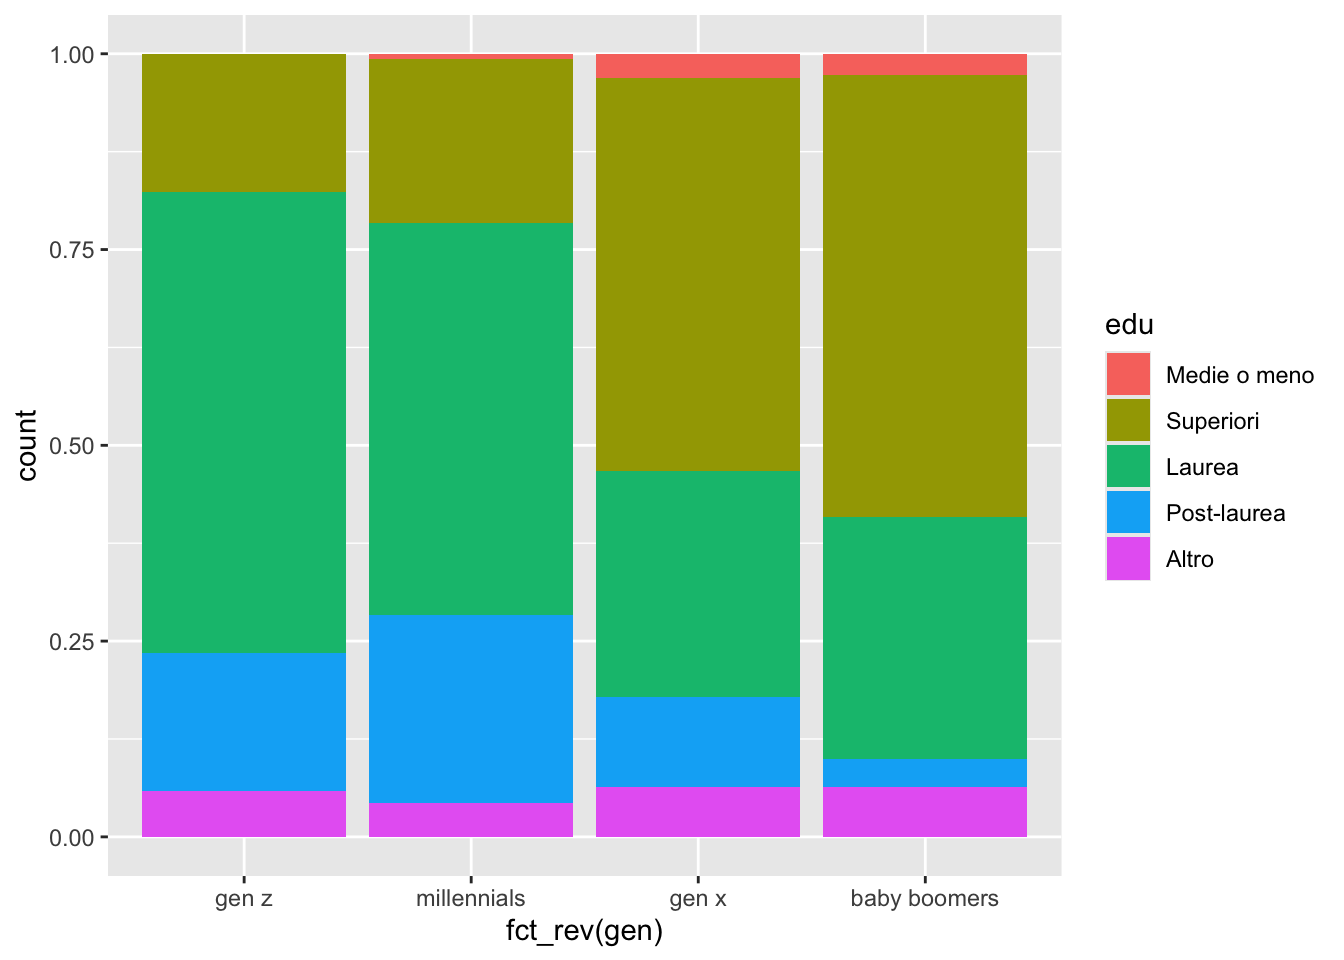 1.00
0.75
0.50
0.25
0.00
count
gen z
millennials
gen x
baby boomers
fct_rev(gen)
edu
Medie o meno
Superiori
Laurea
Post-laurea
Altro